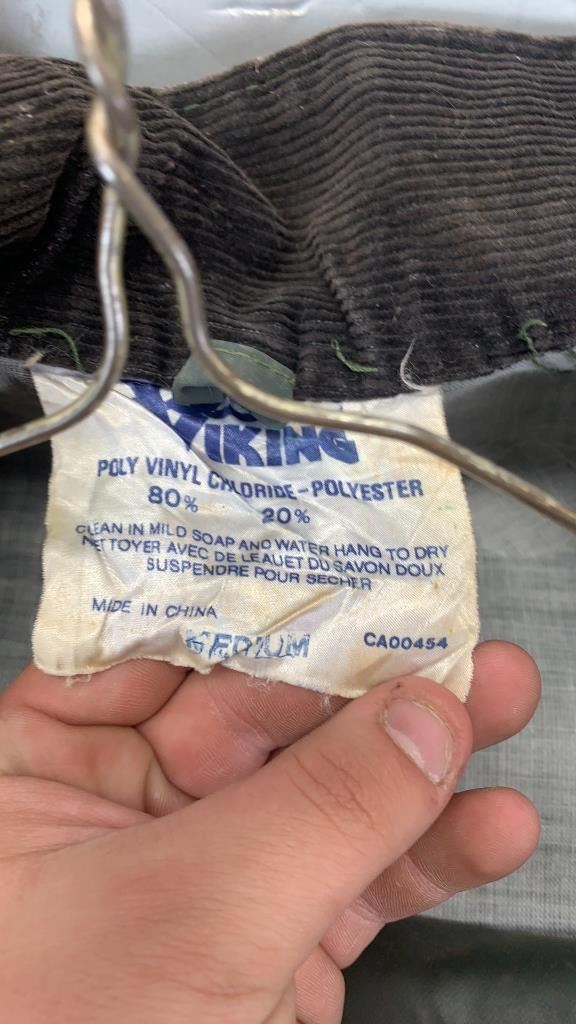 VIKING
POLY VINYL CHLORIDE-POLYESTER
80% 20%
CLEAN IN MILD SOAP AND WATER HANG TO DRY
NETTOYER AVEC DE LEAUET DU SAVON DOUX
SUSPENDRE POUR SECHER
MIDE IN CHINA
MEDIUM CA00454